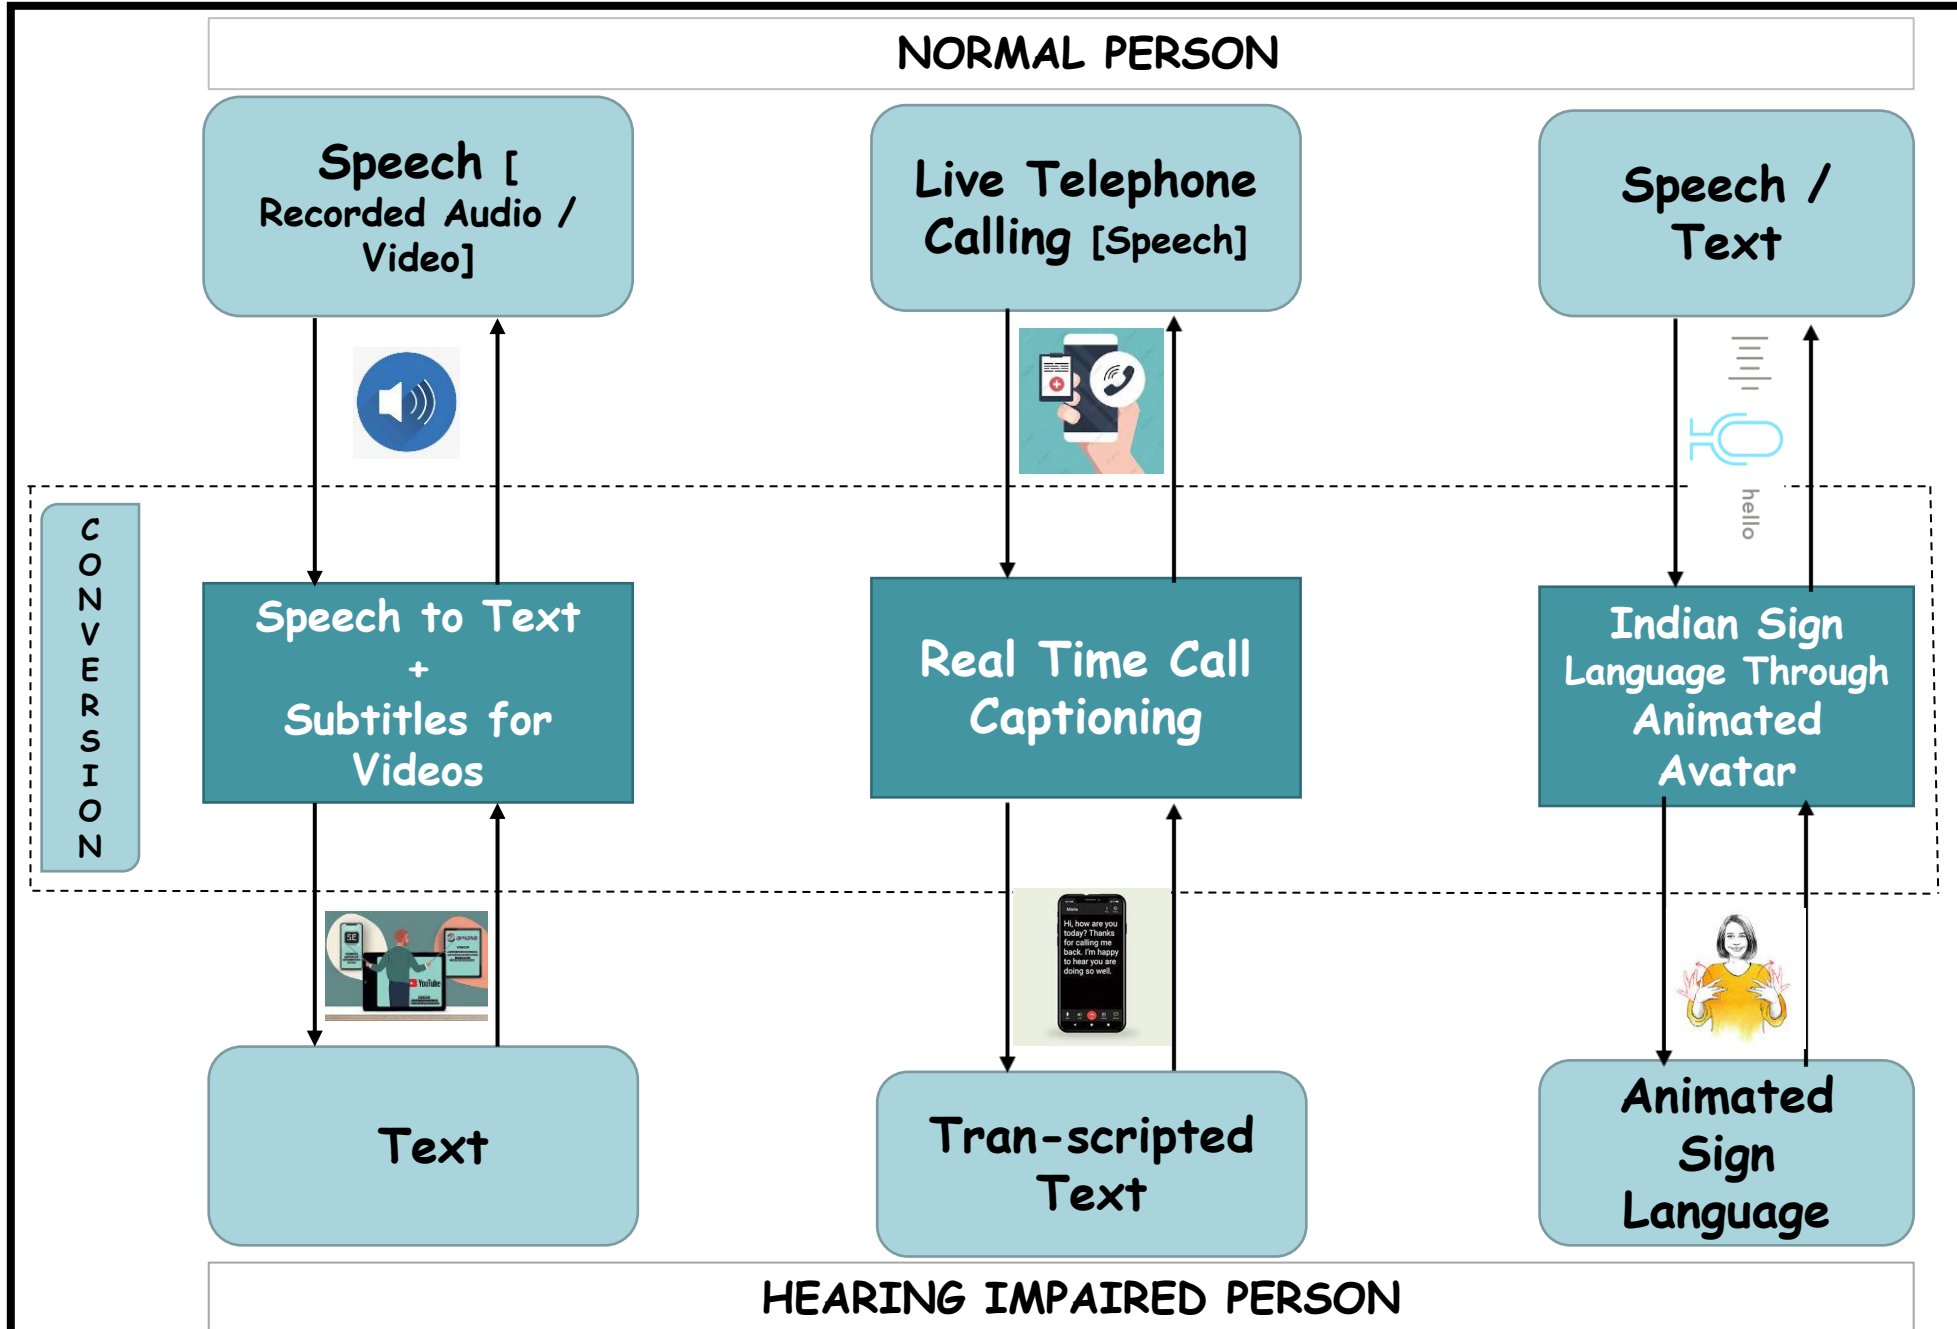 NORMAL PERSON
Speech [
Recorded Audio /
Video]
Live Telephone
Calling [Speech]
Speech /
Text
hello
CONVERSION
Speech to Text
+
Subtitles for
Videos
Real Time Call
Captioning
Indian Sign
Language Through
Animated
Avatar
SE
YouTube
Hi, how are you
today? Thanks
for calling me
back. I'm happy
to hear you are
doing so well.
Text
Tran-scripted
Text
Animated
Sign
Language
HEARING IMPAIRED PERSON